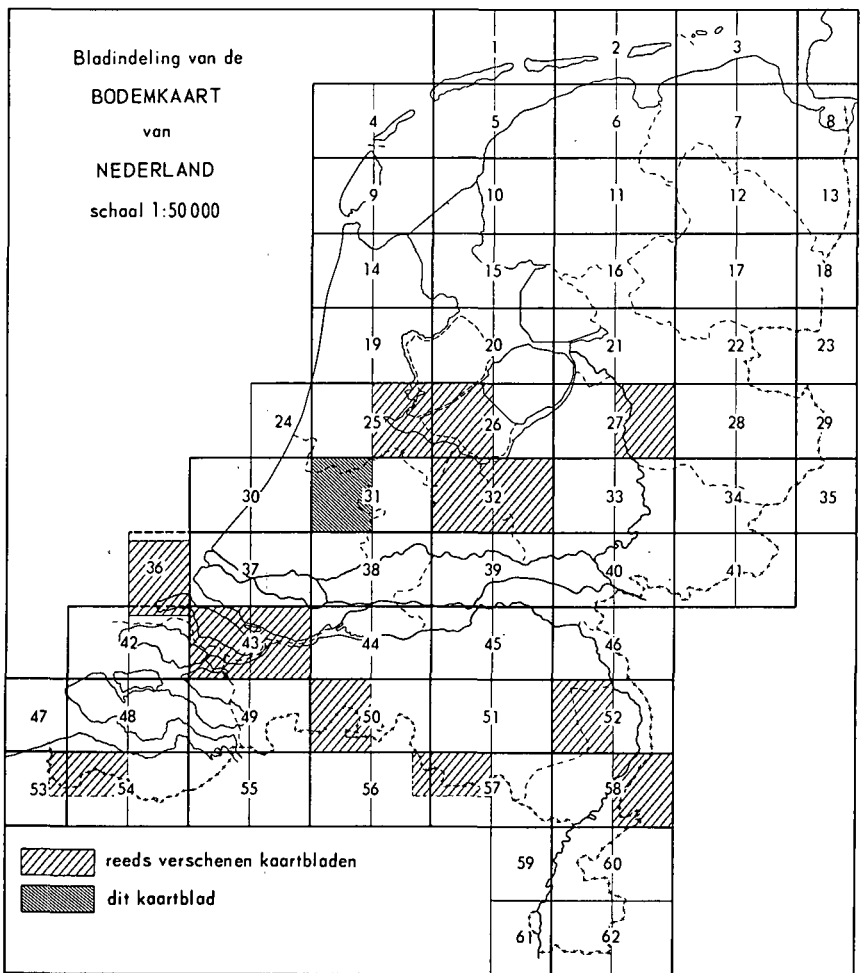 Bladindeling van de
BODEMKAART
van
NEDERLAND
schaal 1:50 000
1 2 3
4 5 6 7 8
9 10 11 12 13
14 15 16 17 18
19 20 21 22 23
24 25 26 27 28 29
30 31 32 33 34 35
36 37 38 39 40 41
42 43 44 45 46
47 48 49 50 51 52
53 54 55 56 57 58
59 60
61 62
reeds verschenen kaartbladen
dit kaartblad